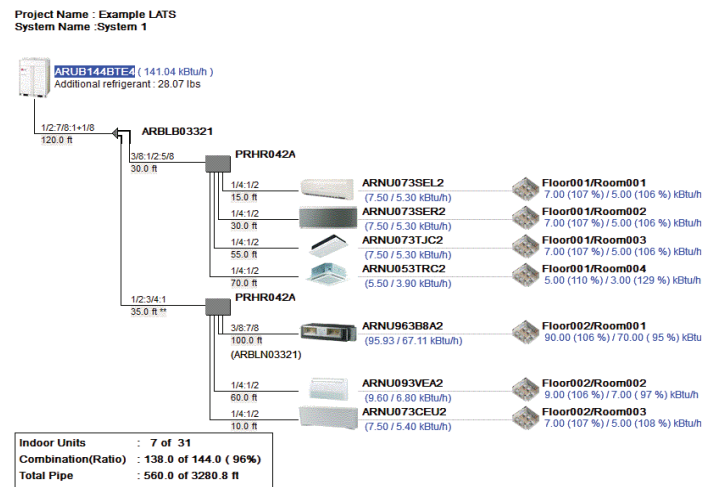 Project Name : Example LATS
System Name :System 1
ARUB144BTE4 ( 141.04 kBtu/h )
Additional refrigerant : 28.07 lbs
1/2:7/8:1+1/8
120.0 ft
ARBLB03321
3/8:1/2:5/8
30.0 ft
PRHR042A
1/4:1/2
15.0 ft
ARNU073SEL2
(7.50 / 5.30 kBtu/h)
Floor001/Room001
7.00 (107 %) / 5.00 (106 %) kBtu/h
1/4:1/2
30.0 ft
ARNU073SER2
(7.50 / 5.30 kBtu/h)
Floor001/Room002
7.00 (107 %) / 5.00 (106 %) kBtu/h
1/4:1/2
55.0 ft
ARNU073TJC2
(7.50 / 5.30 kBtu/h)
Floor001/Room003
7.00 (107 %) / 5.00 (106 %) kBtu/h
1/4:1/2
70.0 ft
ARNU053TRC2
(5.50 / 3.90 kBtu/h)
Floor001/Room004
5.00 (110 %) / 3.00 (129 %) kBtu/h
1/2:3/4:1
35.0 ft **
PRHR042A
3/8:7/8
100.0 ft
(ARBLN03321)
ARNU963B8A2
(95.93 / 67.11 kBtu/h)
Floor002/Room001
90.00 (106 %) / 70.00 ( 95 %) kBtu
1/4:1/2
60.0 ft
ARNU093VEA2
(9.60 / 6.80 kBtu/h)
Floor002/Room002
9.00 (106 %) / 7.00 ( 97 %) kBtu/h
1/4:1/2
10.0 ft
ARNU073CEU2
(7.50 / 5.40 kBtu/h)
Floor002/Room003
7.00 (107 %) / 5.00 (108 %) kBtu/h
Indoor Units : 7 of 31
Combination(Ratio) : 138.0 of 144.0 ( 96%)
Total Pipe : 560.0 of 3280.8 ft